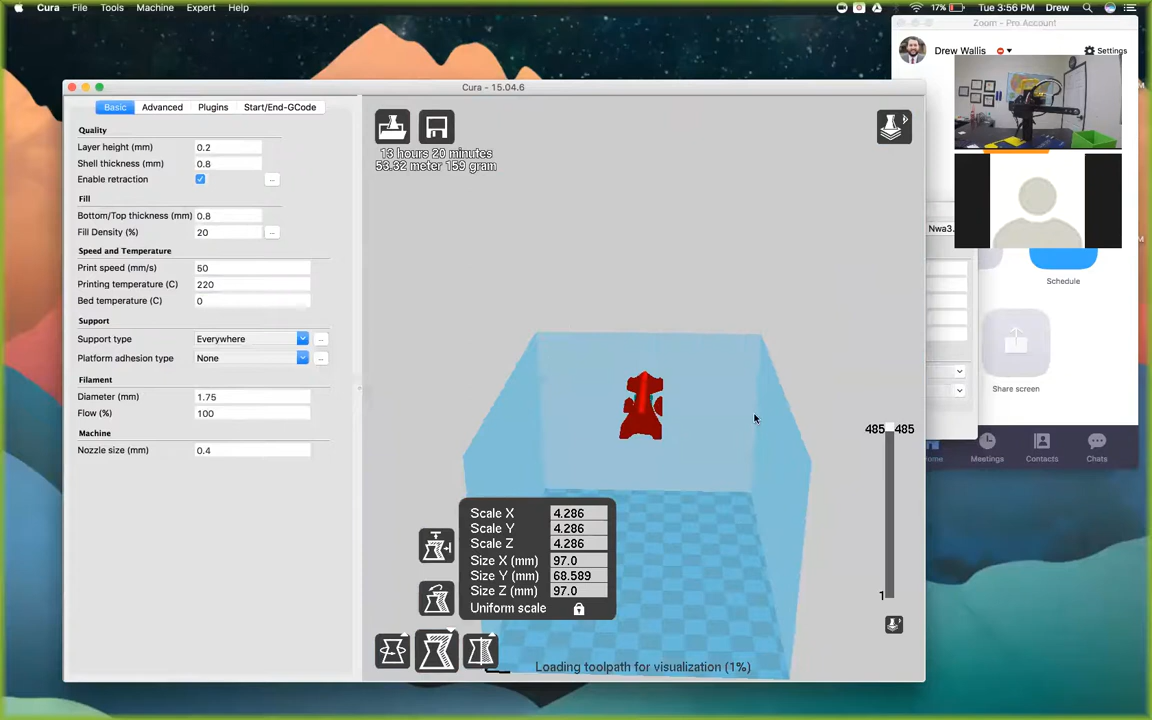 Cura File Tools Machine Expert Help
17% Tue 3:56 PM Drew
Zoom - Pro Account
Drew Wallis
Settings
Cura - 15.04.6
Basic Advanced Plugins Start/End-GCode
Quality
Layer height (mm) 0.2
Shell thickness (mm) 0.8
Enable retraction ...
Fill
Bottom/Top thickness (mm) 0.8
Fill Density (%) 20 ...
Speed and Temperature
Print speed (mm/s) 50
Printing temperature (C) 220
Bed temperature (C) 0
Support
Support type Everywhere ...
Platform adhesion type None ...
Filament
Diameter (mm) 1.75
Flow (%) 100
Machine
Nozzle size (mm) 0.4
13 hours 20 minutes
53.32 meter 159 gram
485 485
1
Scale X 4.286
Scale Y 4.286
Scale Z 4.286
Size X (mm) 97.0
Size Y (mm) 68.589
Size Z (mm) 97.0
Uniform scale
Loading toolpath for visualization (1%)
Nwa3.
Schedule
Share screen
ome Meetings Contacts Chats